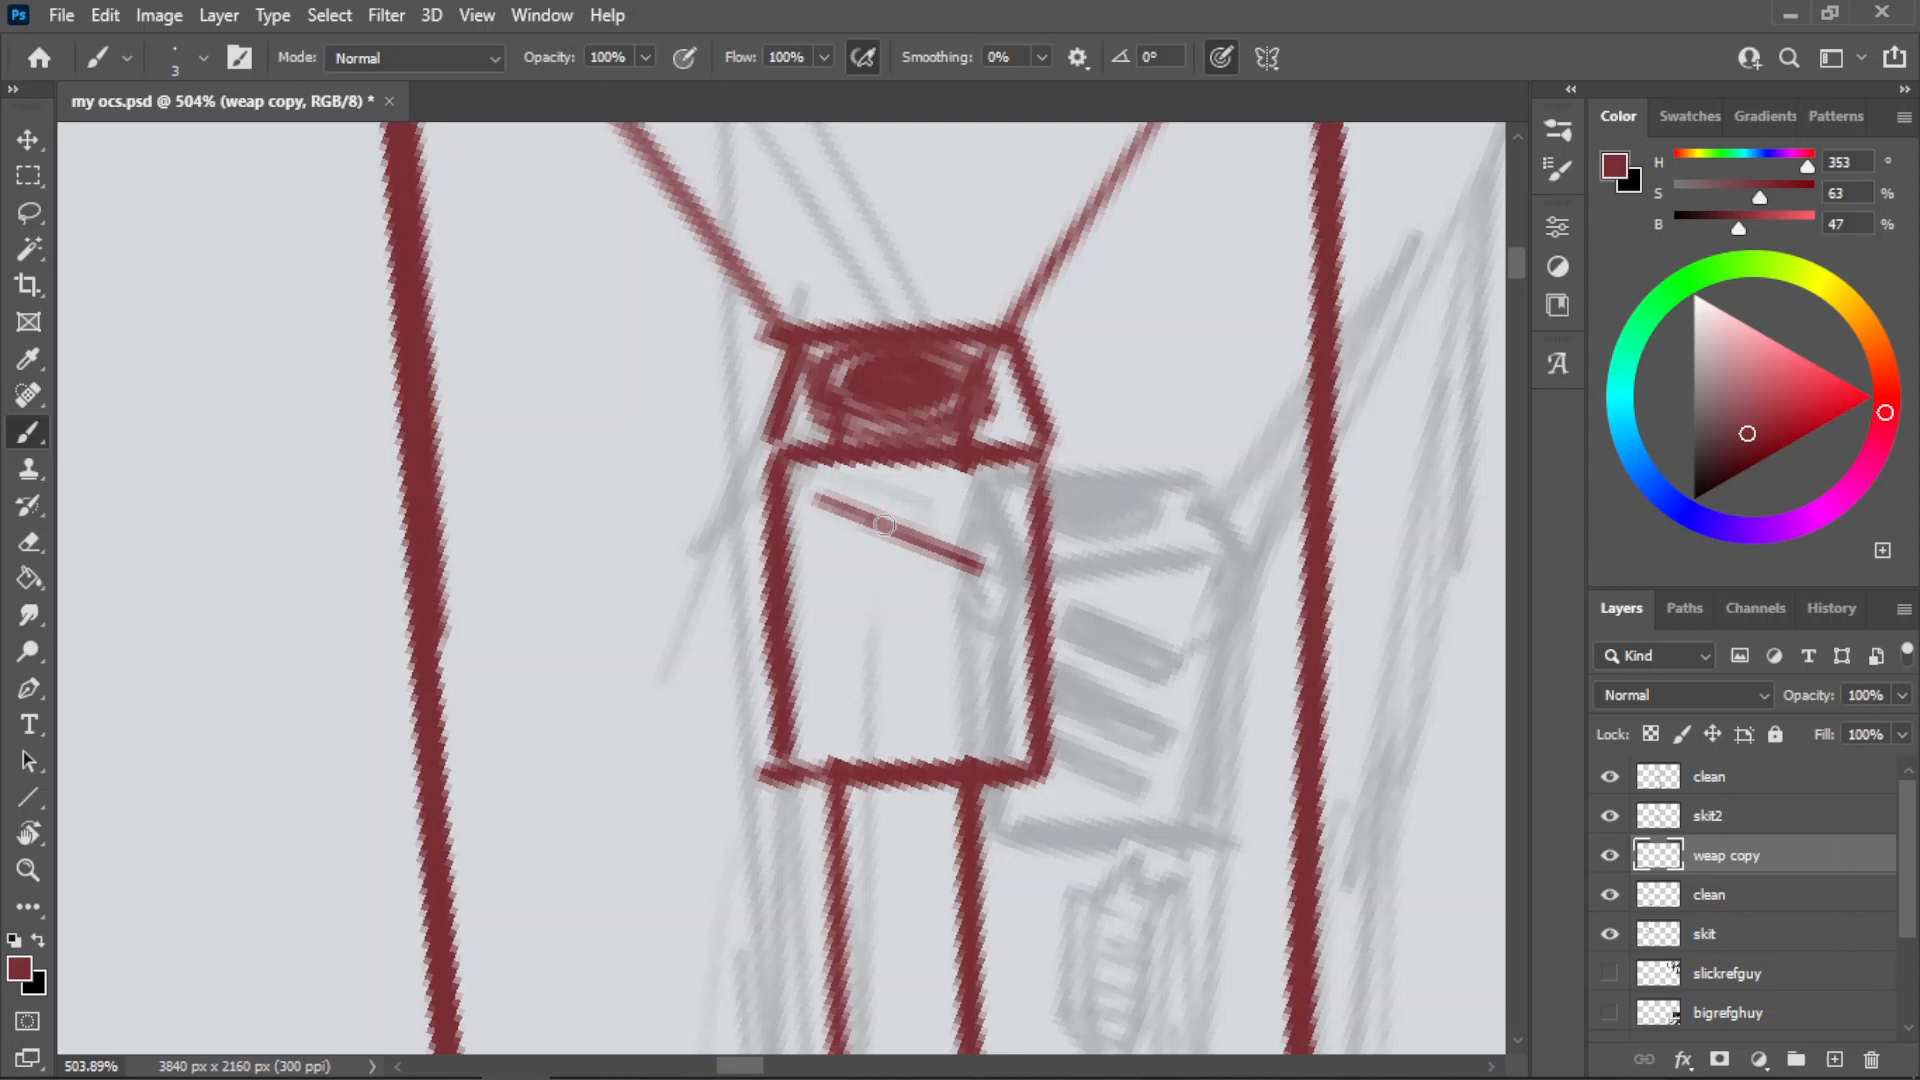 Ps File Edit Image Layer Type Select Filter 3D View Window Help
3 Mode: Normal Opacity: 100% Flow: 100% Smoothing: 0% 0°
my ocs.psd @ 504% (weap copy, RGB/8) *
Color Swatches Gradients Patterns
H 353 °
S 63 %
B 47 %
Layers Paths Channels History
Kind
Normal Opacity: 100%
Lock: Fill: 100%
clean
skit2
weap copy
clean
skit
slickrefguy
bigrefghuy
503.89% 3840 px x 2160 px (300 ppi)
fx